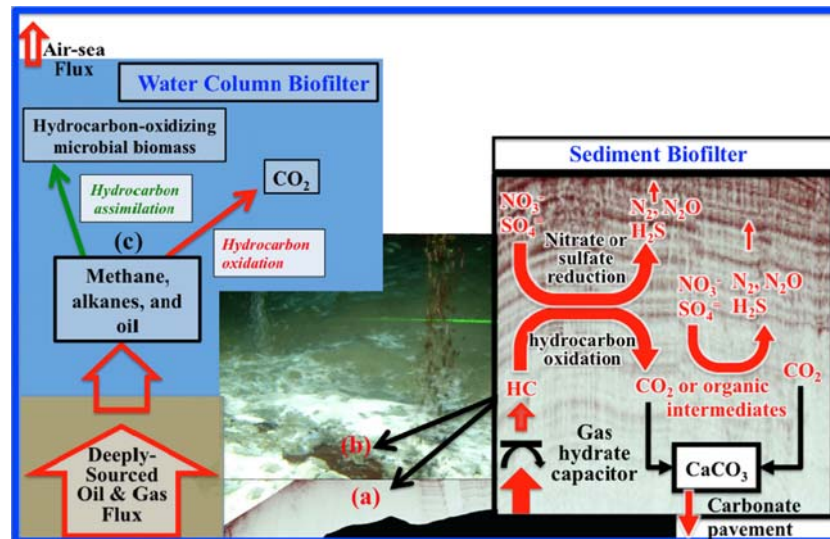 Air-sea
Flux
Water Column Biofilter
Hydrocarbon-oxidizing
microbial biomass
CO₂
Hydrocarbon
assimilation
(c)
Hydrocarbon
oxidation
Methane,
alkanes, and
oil
Deeply-
Sourced
Oil & Gas
Flux
(b)
(a)
Sediment Biofilter
NO₃⁻
SO₄⁼
N₂, N₂O
H₂S
Nitrate or
sulfate
reduction
NO₃⁻
SO₄⁼
N₂, N₂O
H₂S
hydrocarbon
oxidation
HC
CO₂ or organic
intermediates
CO₂
Gas
hydrate
capacitor
CaCO₃
Carbonate
pavement